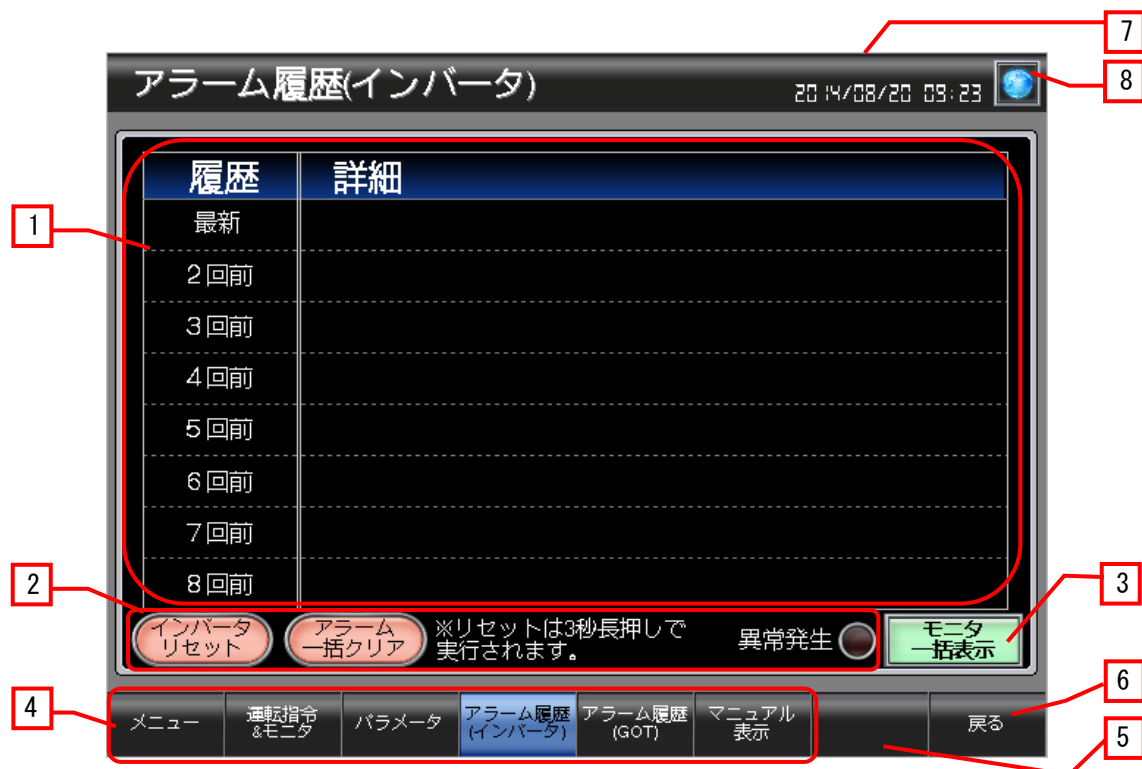 7
アラーム履歴(インバータ)
2014/08/20 09:23
8
履歴 詳細
1
最新
2回前
3回前
4回前
5回前
6回前
7回前
2
8回前
3
インバータ
リセット
アラーム
一括クリア
※リセットは3秒長押しで
実行されます。
異常発生
モニタ
一括表示
6
4
メニュー
運転指令
&モニタ
パラメータ
アラーム履歴
(インバータ)
アラーム履歴
(GOT)
マニュアル
表示
戻る
5